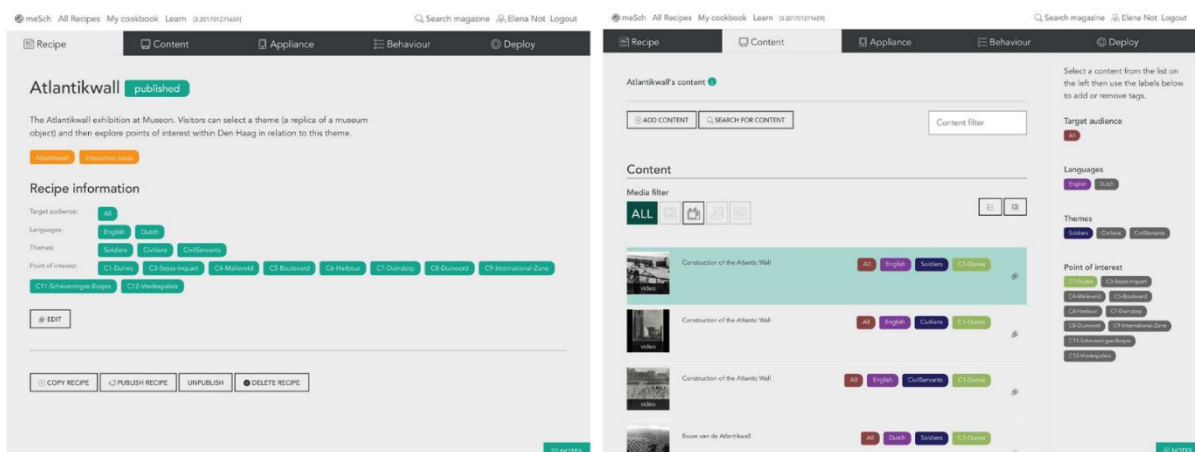 meSch All Recipes My cookbook Learn [3.201701271659] Search magazine Elena Not Logout
Recipe Content Appliance Behaviour Deploy
Atlantikwall published
The Atlantikwall exhibition at Museon. Visitors can select a theme (a replica of a museum
object) and then explore points of interest within Den Haag in relation to this theme.
Atlantikwall interactive cases
Recipe information
Target audience: All
Languages: English Dutch
Themes: Soldiers Civilians CivilServants
Point of interest: C1-Dunes C3-Seyss-Inquart C4-Malieveld C5-Boulevard C6-Harbour C7-Duindorp C8-Duinoord C9-International Zone
C11-Scheveningse Bosjes C12-Vredespaleis
EDIT
COPY RECIPE PUBLISH RECIPE UNPUBLISH DELETE RECIPE
NOTES
meSch All Recipes My cookbook Learn [3.201701271659] Search magazine Elena Not Logout
Recipe Content Appliance Behaviour Deploy
Atlantikwall's content
ADD CONTENT SEARCH FOR CONTENT Content filter
Content
Media filter
ALL
Construction of the Atlantic Wall All English Soldiers C1-Dunes
video
Construction of the Atlantic Wall All English Civilians C1-Dunes
video
Construction of the Atlantic Wall All English CivilServants C1-Dunes
video
Bouw van de Atlantikwall All Dutch Soldiers C1-Dunes
Select a content from the list on
the left then use the labels below
to add or remove tags.
Target audience
All
Languages
English Dutch
Themes
Soldiers Civilians CivilServants
Point of interest
C1-Dunes C3-Seyss-Inquart
C4-Malieveld C5-Boulevard
C6-Harbour C7-Duindorp
C8-Duinoord C9-International Zone
C11-Scheveningse Bosjes
C12-Vredespaleis
NOTES